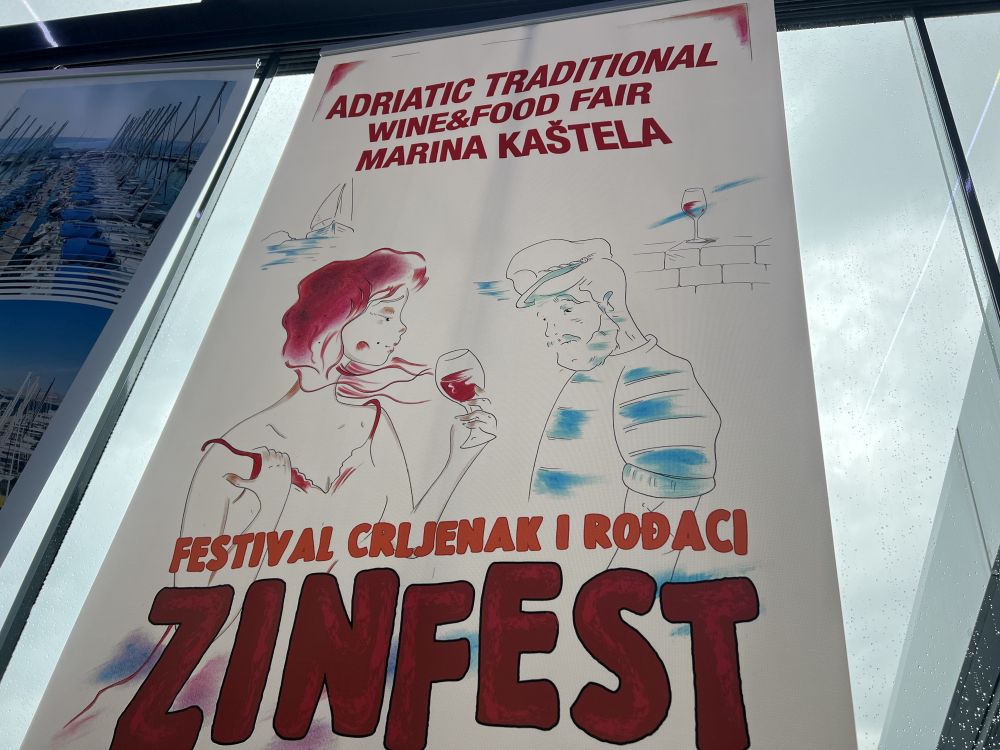 ADRIATIC TRADITIONAL
WINE&FOOD FAIR
MARINA KAŠTELA
FESTIVAL CRLJENAK I ROĐACI
ZINFEST